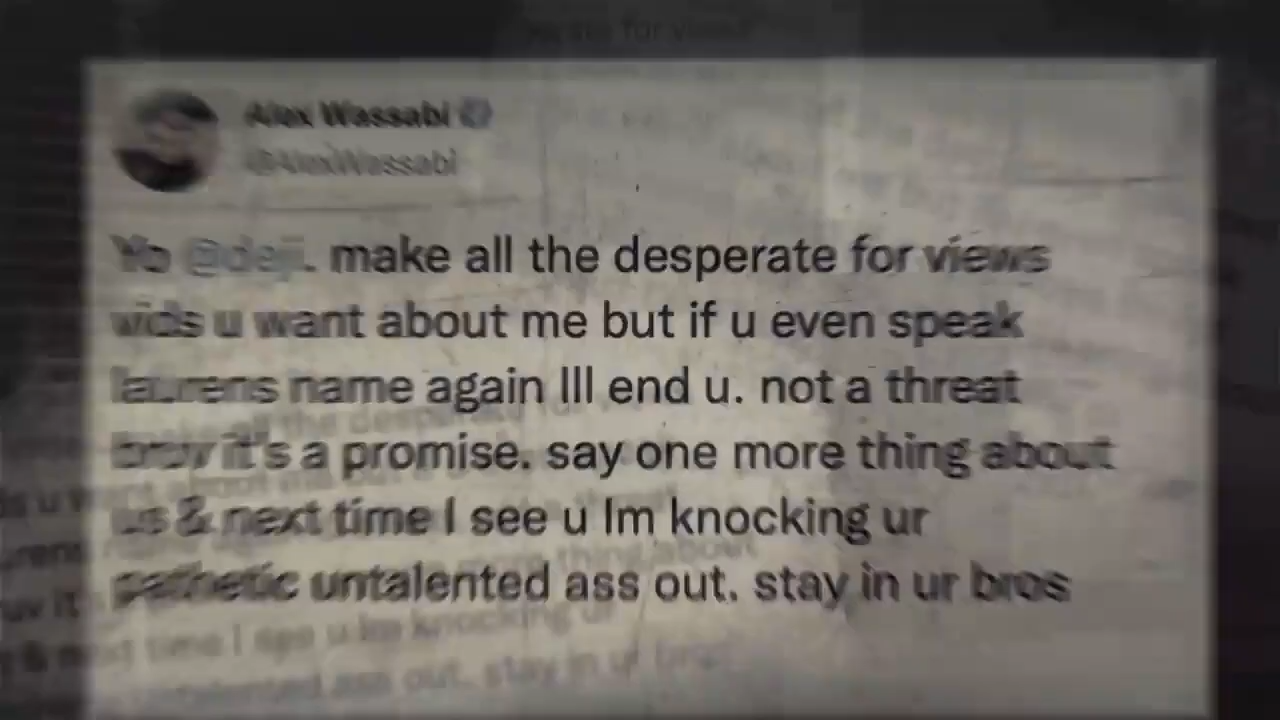 Alex Wassabi
@AlexWassabi
Yo @deji. make all the desperate for views
vids u want about me but if u even speak
laurens name again Ill end u. not a threat
bruv it's a promise. say one more thing about
us & next time I see u Im knocking ur
pathetic untalented ass out. stay in ur bros